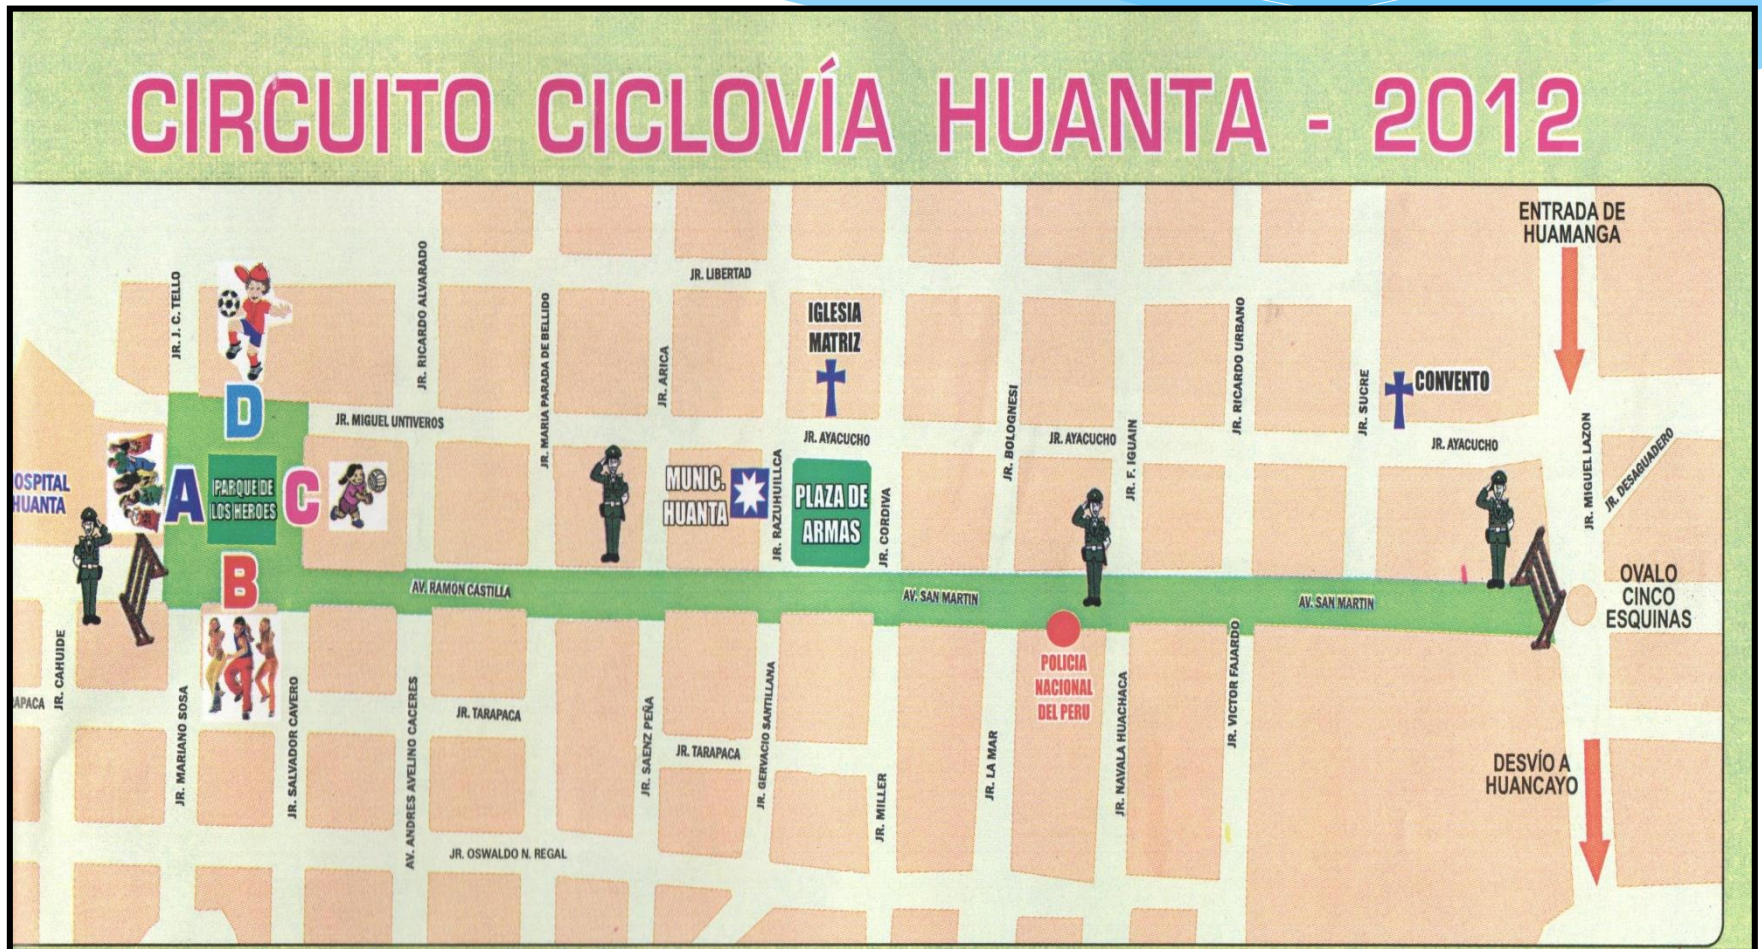 CIRCUITO CICLOVÍA HUANTA - 2012
ENTRADA DE
HUAMANGA
JR. LIBERTAD
JR. J. C. TELLO
JR. RICARDO ALVARADO
JR. MARIA PARADA DE BELLIDO
JR. ARICA
IGLESIA
MATRIZ
JR. RICARDO URBANO
JR. SUCRE
CONVENTO
D
JR. MIGUEL UNTIVEROS
JR. AYACUCHO
JR. BOLOGNESI
JR. AYACUCHO
JR. F. IGUAIN
JR. AYACUCHO
JR. MIGUEL LAZON
JR. DESAGUADERO
OSPITAL
HUANTA
A
PARQUE DE
LOS HEROES
C
MUNIC.
HUANTA
JR. RAZUHUILLCA
PLAZA DE
ARMAS
JR. CORDIVA
B
AV. RAMON CASTILLA
AV. SAN MARTIN
AV. SAN MARTIN
OVALO
CINCO
ESQUINAS
JR. CAHUIDE
APACA
JR. MARIANO SOSA
JR. SALVADOR CAVERO
AV. ANDRES AVELINO CACERES
JR. TARAPACA
JR. SAENZ PEÑA
JR. TARAPACA
JR. GERVACIO SANTILLANA
JR. MILLER
JR. LA MAR
POLICIA
NACIONAL
DEL PERU
JR. NAVALA HUACHACA
JR. VICTOR FAJARDO
DESVÍO A
HUANCAYO
JR. OSWALDO N. REGAL